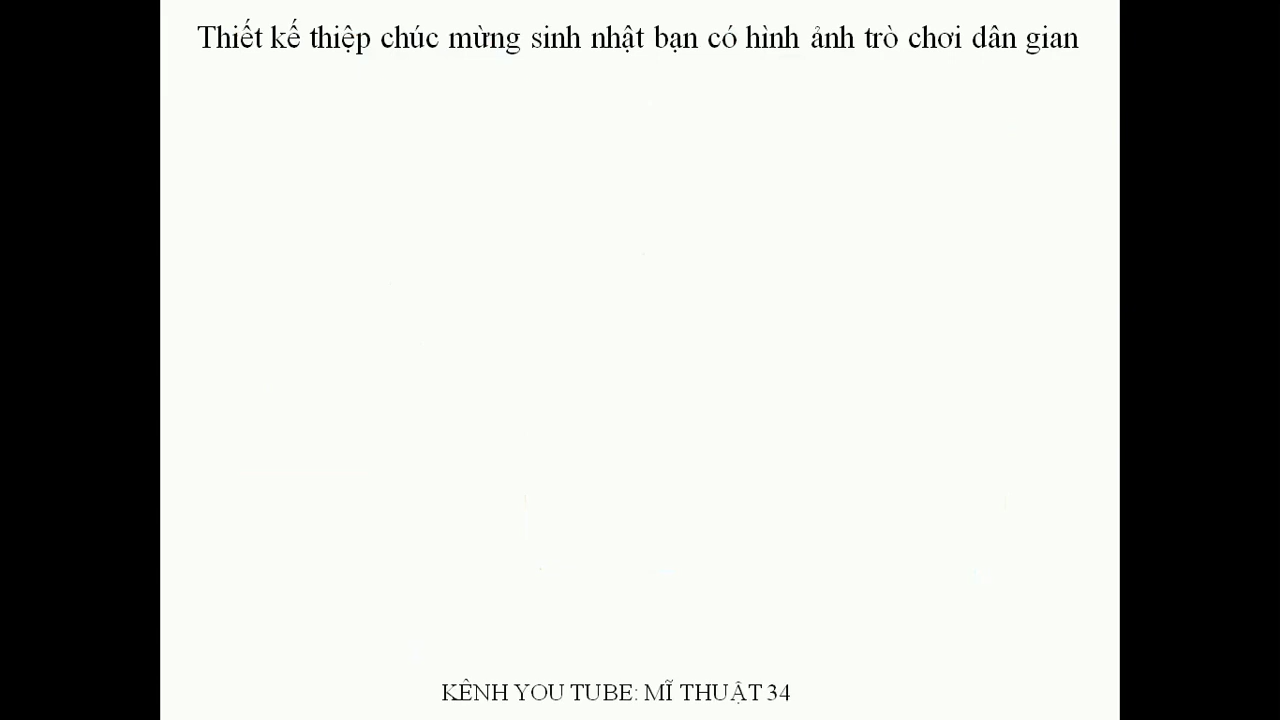 Thiết kế thiệp chúc mừng sinh nhật bạn có hình ảnh trò chơi dân gian
KÊNH YOU TUBE: MĨ THUẬT 34